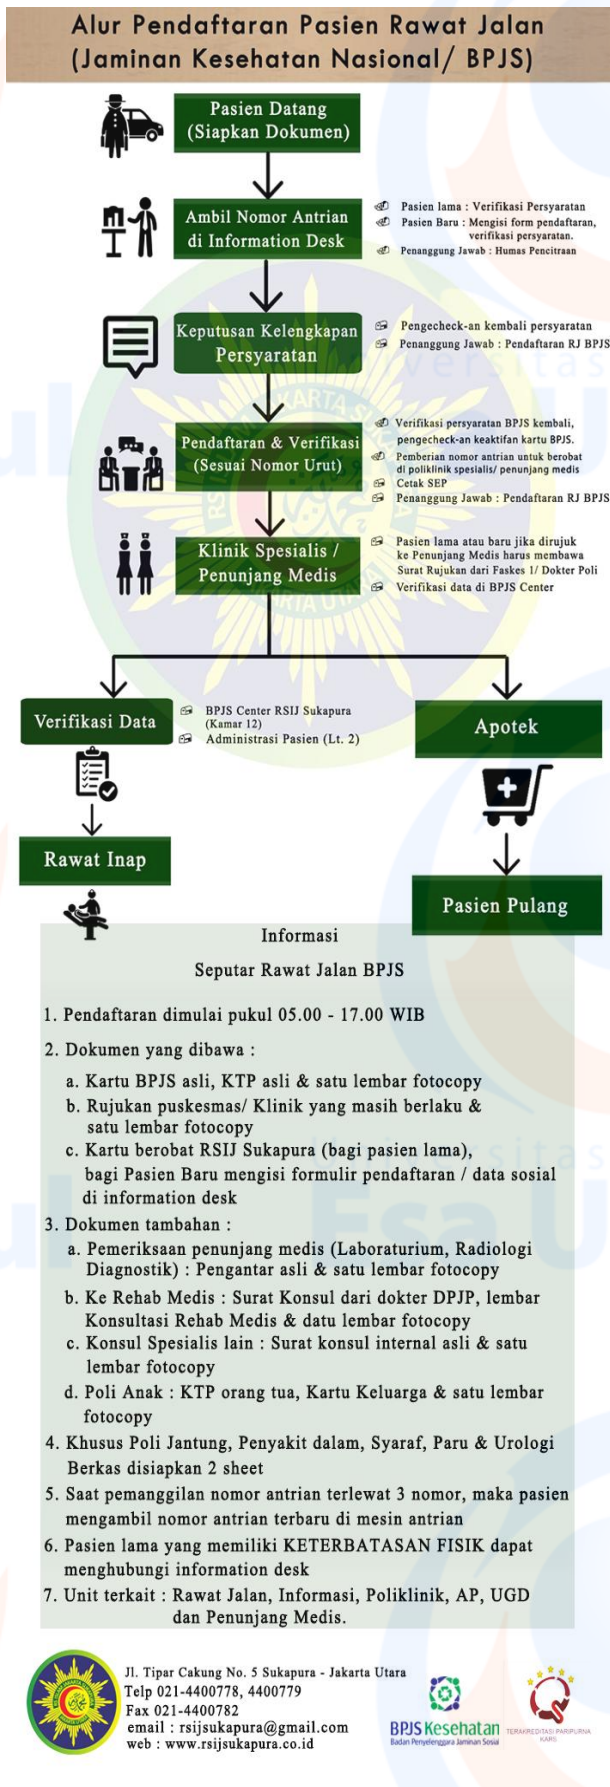 Alur Pendaftaran Pasien Rawat Jalan
(Jaminan Kesehatan Nasional/ BPJS)
Pasien Datang
(Siapkan Dokumen)
Ambil Nomor Antrian
di Information Desk
Pasien lama : Verifikasi Persyaratan
Pasien Baru : Mengisi form pendaftaran,
verifikasi persyaratan.
Penanggung Jawab : Humas Pencitraan
Keputusan Kelengkapan
Persyaratan
Pengecheck-an kembali persyaratan
Penanggung Jawab : Pendaftaran RJ BPJS
Pendaftaran & Verifikasi
(Sesuai Nomor Urut)
Verifikasi persyaratan BPJS kembali,
pengecheck-an keaktifan kartu BPJS.
Pemberian nomor antrian untuk berobat
di poliklinik spesialis/ penunjang medis
Cetak SEP
Penanggung Jawab : Pendaftaran RJ BPJS
Klinik Spesialis /
Penunjang Medis
Pasien lama atau baru jika dirujuk
ke Penunjang Medis harus membawa
Surat Rujukan dari Faskes 1/ Dokter Poli
Verifikasi data di BPJS Center
Verifikasi Data
BPJS Center RSIJ Sukapura
(Kamar 12)
Administrasi Pasien (Lt. 2)
Apotek
Rawat Inap
Pasien Pulang
Informasi
Seputar Rawat Jalan BPJS
1. Pendaftaran dimulai pukul 05.00 - 17.00 WIB
2. Dokumen yang dibawa :
a. Kartu BPJS asli, KTP asli & satu lembar fotocopy
b. Rujukan puskesmas/ Klinik yang masih berlaku &
satu lembar fotocopy
c. Kartu berobat RSIJ Sukapura (bagi pasien lama),
bagi Pasien Baru mengisi formulir pendaftaran / data sosial
di information desk
3. Dokumen tambahan :
a. Pemeriksaan penunjang medis (Laboraturium, Radiologi
Diagnostik) : Pengantar asli & satu lembar fotocopy
b. Ke Rehab Medis : Surat Konsul dari dokter DPJP, lembar
Konsultasi Rehab Medis & datu lembar fotocopy
c. Konsul Spesialis lain : Surat konsul internal asli & satu
lembar fotocopy
d. Poli Anak : KTP orang tua, Kartu Keluarga & satu lembar
fotocopy
4. Khusus Poli Jantung, Penyakit dalam, Syaraf, Paru & Urologi
Berkas disiapkan 2 sheet
5. Saat pemanggilan nomor antrian terlewat 3 nomor, maka pasien
mengambil nomor antrian terbaru di mesin antrian
6. Pasien lama yang memiliki KETERBATASAN FISIK dapat
menghubungi information desk
7. Unit terkait : Rawat Jalan, Informasi, Poliklinik, AP, UGD
dan Penunjang Medis.
Jl. Tipar Cakung No. 5 Sukapura - Jakarta Utara
Telp 021-4400778, 4400779
Fax 021-4400782
email : rsijsukapura@gmail.com
web : www.rsijsukapura.co.id
BPJS Kesehatan
Badan Penyelenggara Jaminan Sosial
TERAKREDITASI PARIPURNA
KARS